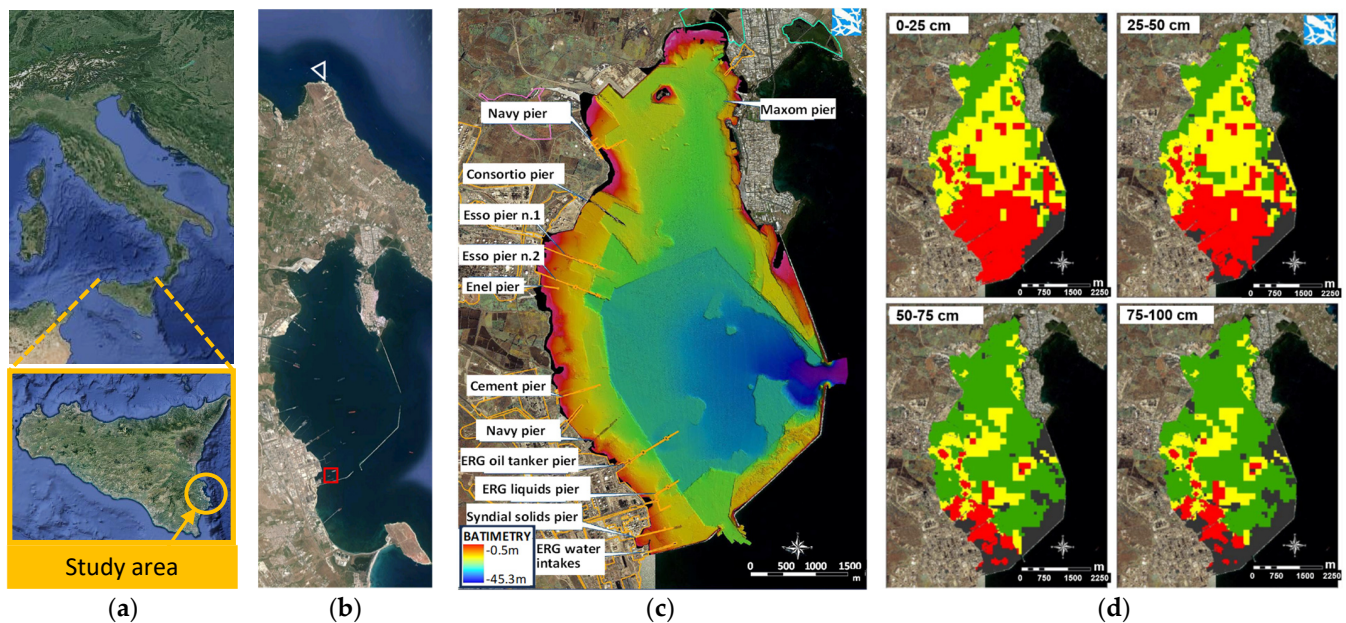 Study area
(a)
(b)
Navy pier
Maxom pier
Consortio pier
Esso pier n.1
Esso pier n.2
Enel pier
Cement pier
Navy pier
ERG oil tanker pier
ERG liquids pier
Syndial solids pier
ERG water
intakes
BATIMETRY
-0.5m
-45.3m
0 500 1000 1500
m
(c)
0-25 cm
m
0 750 1500 2250
25-50 cm
m
0 750 1500 2250
50-75 cm
m
0 750 1500 2250
75-100 cm
m
0 750 1500 2250
(d)